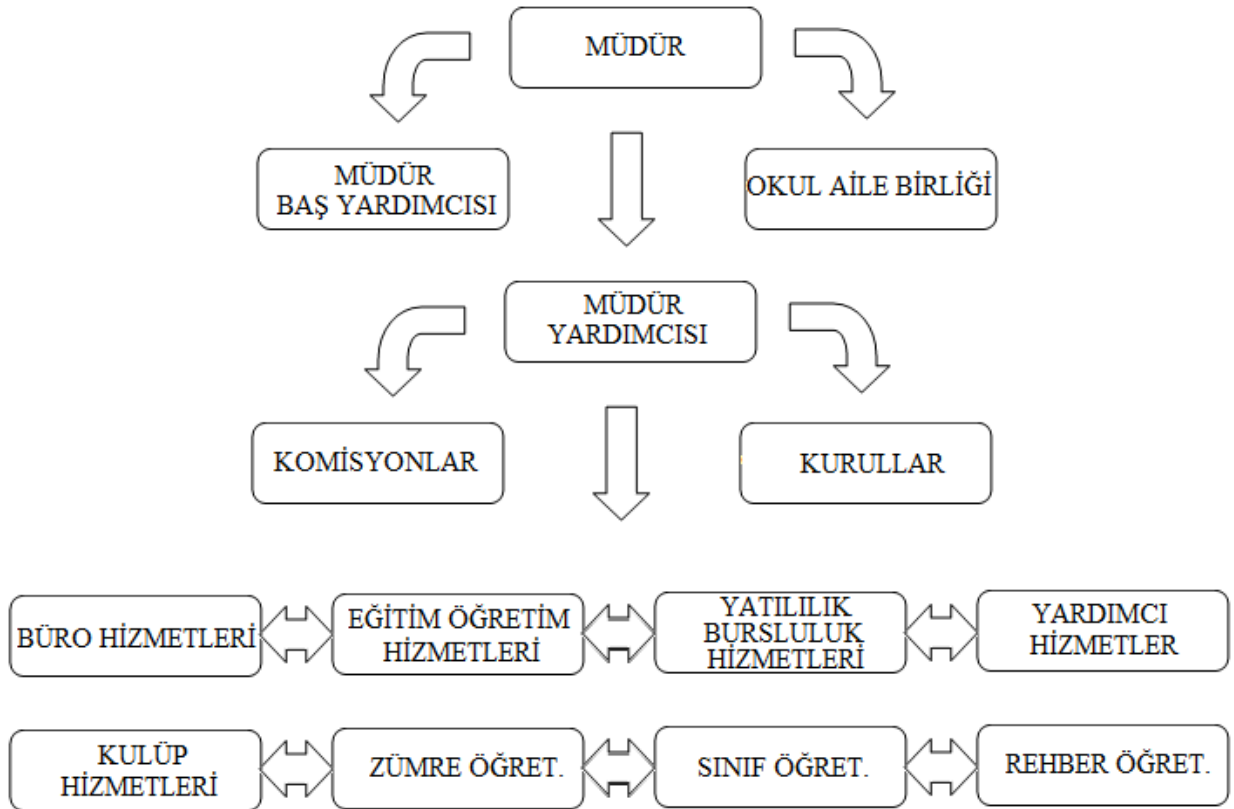 MÜDÜR
MÜDÜR
BAŞ YARDIMCISI
OKUL AİLE BİRLİĞİ
MÜDÜR
YARDIMCISI
KOMİSYONLAR
KURULLAR
BÜRO HİZMETLERİ
EĞİTİM ÖĞRETİM
HİZMETLERİ
YATILILIK
BURSLULUK
HİZMETLERİ
YARDIMCI
HİZMETLER
KULÜP
HİZMETLERİ
ZÜMRE ÖĞRET.
SINIF ÖĞRET.
REHBER ÖĞRET.